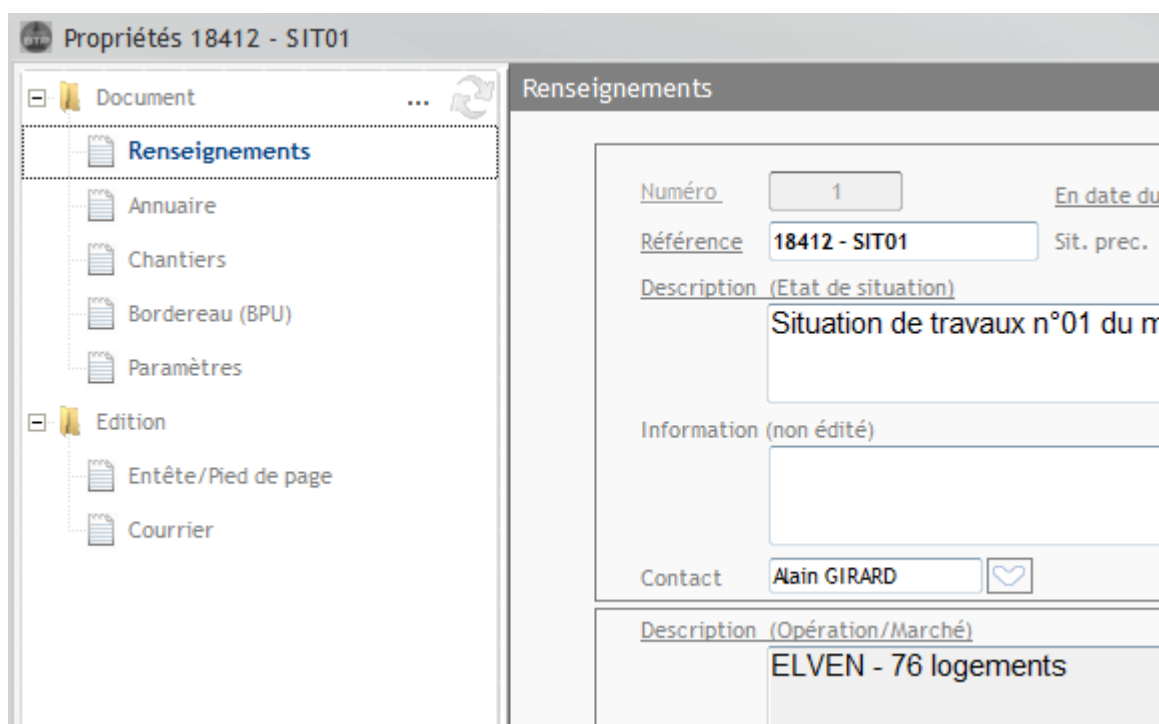 Propriétés 18412 - SIT01
Document ...
Renseignements
Annuaire
Chantiers
Bordereau (BPU)
Paramètres
Edition
Entête/Pied de page
Courrier
Renseignements
Numéro 1 En date du
Référence 18412 - SIT01 Sit. prec.
Description (Etat de situation)
Situation de travaux n°01 du
Information (non édité)
Contact Alain GIRARD
Description (Opération/Marché)
ELVEN - 76 logements